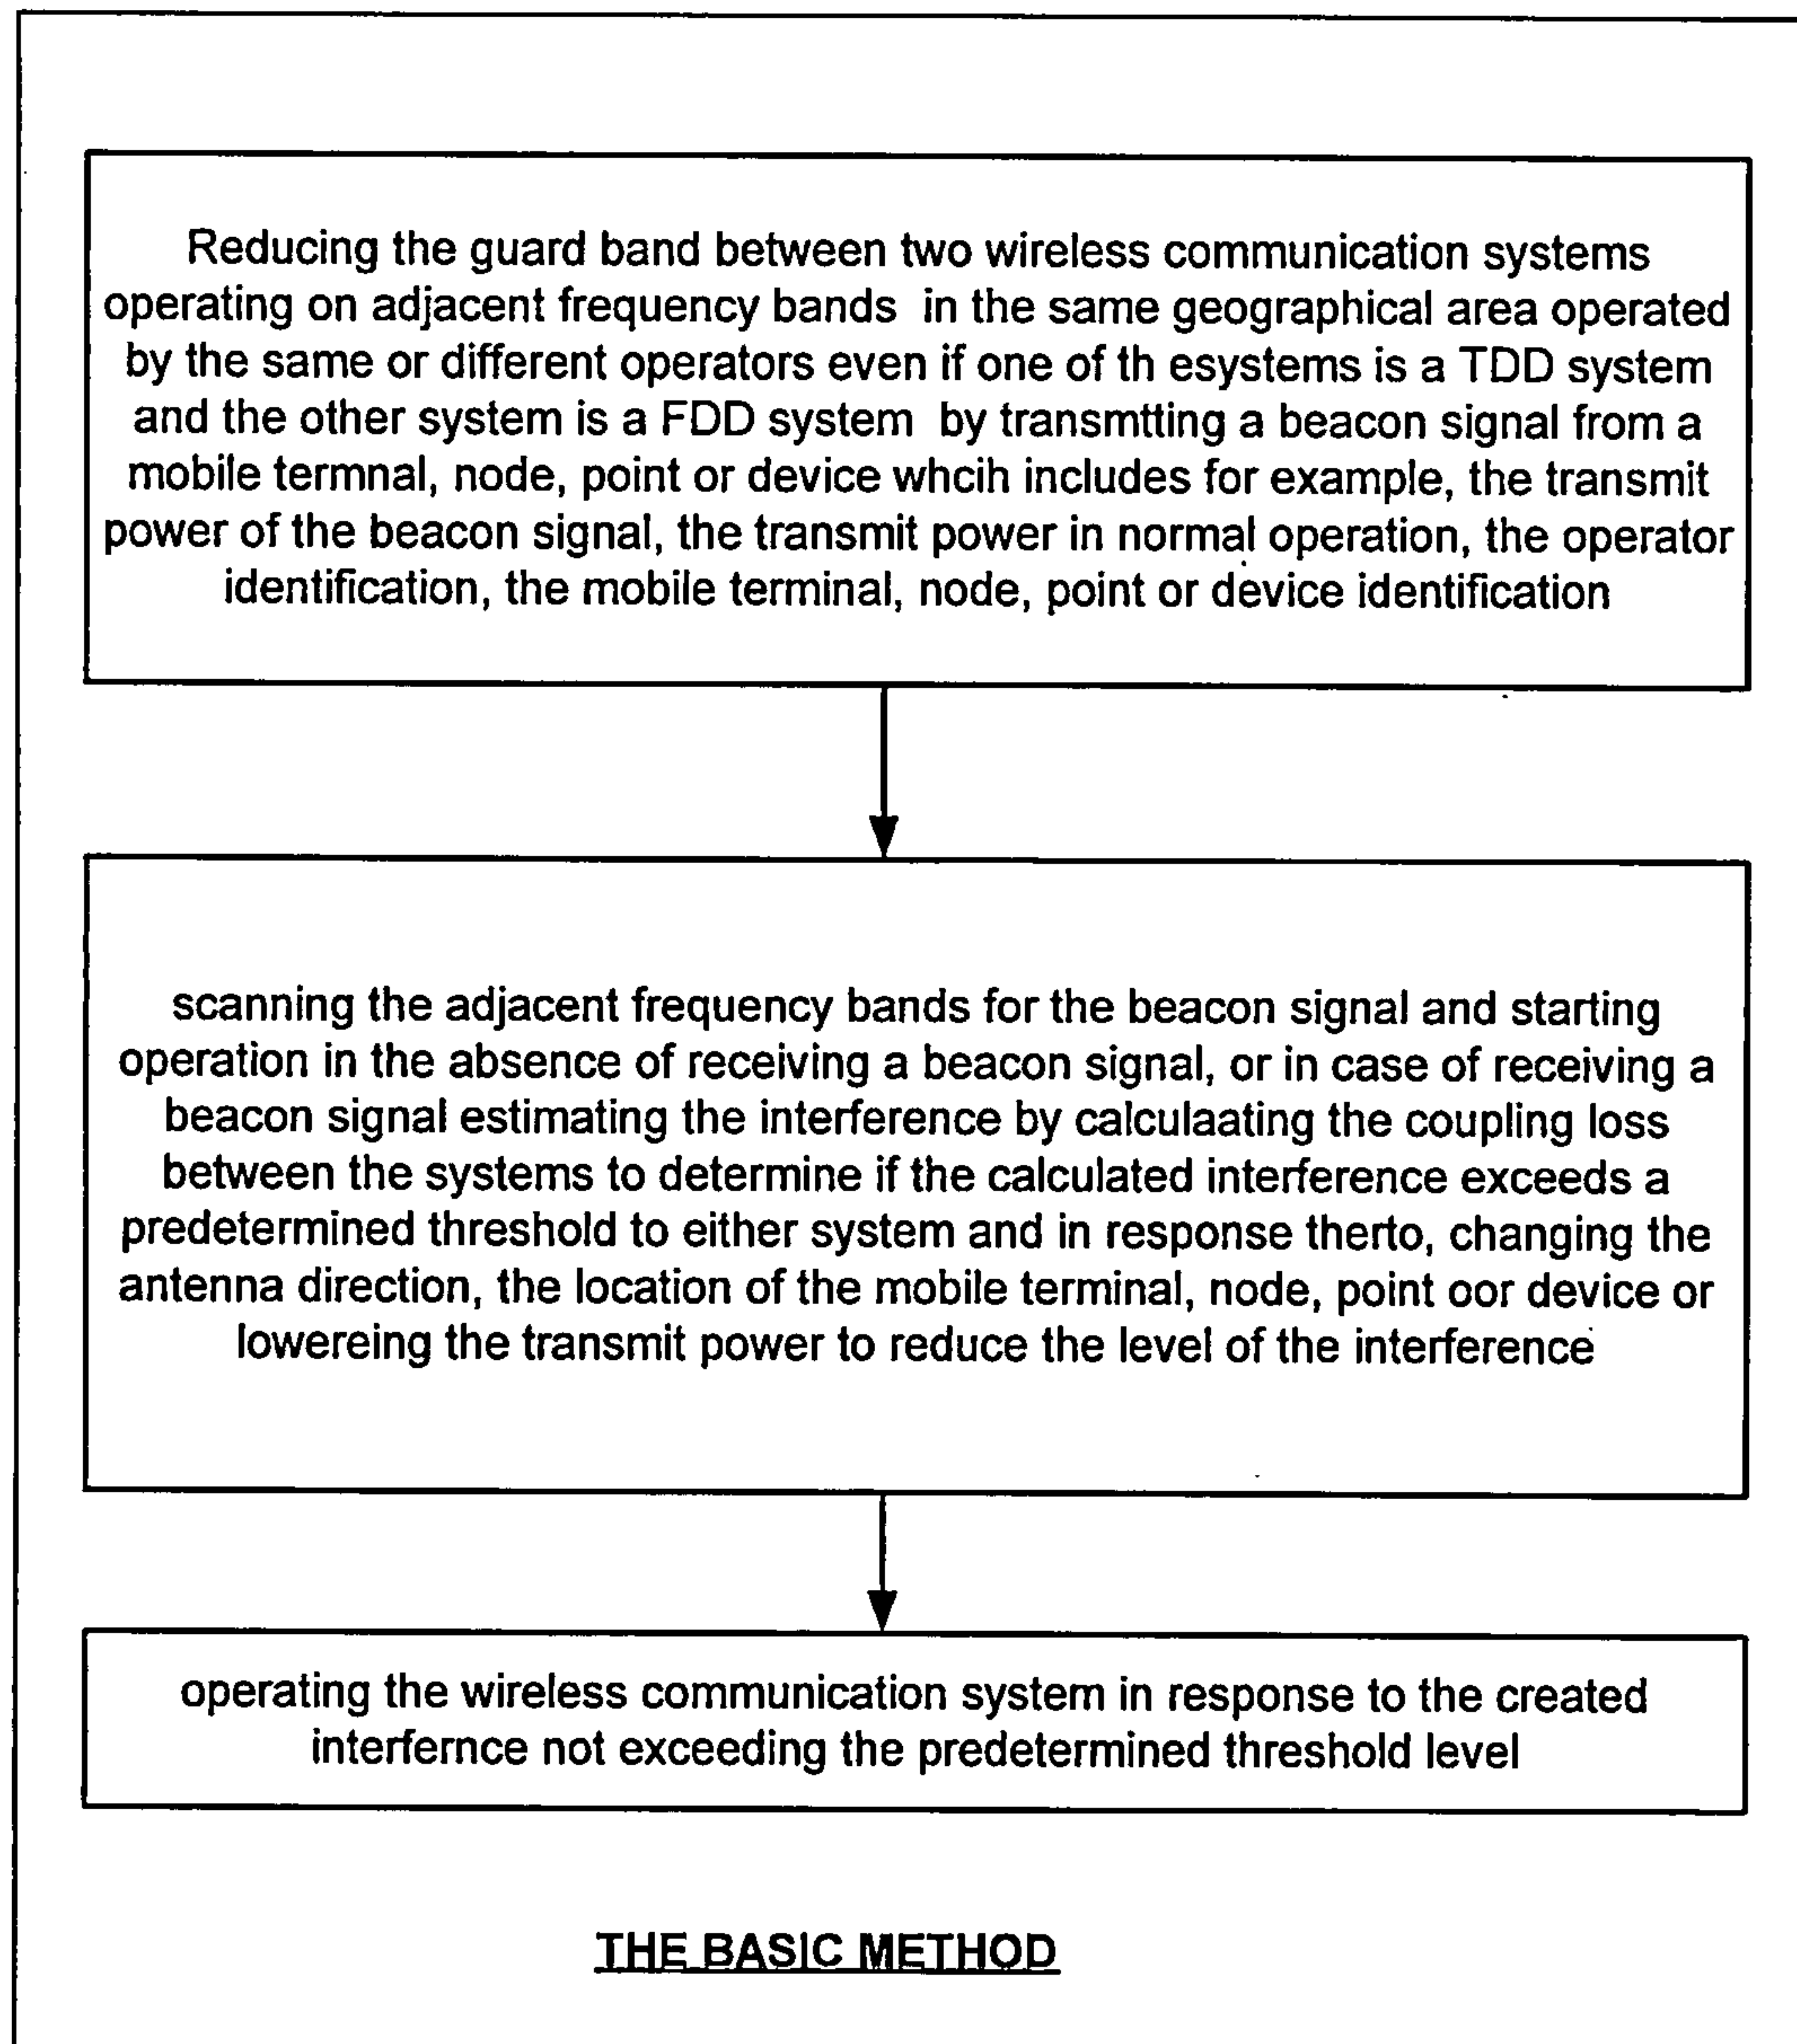 Reducing the guard band between two wireless communication systems
operating on adjacent frequency bands in the same geographical area operated
by the same or different operators even if one of th esystems is a TDD system
and the other system is a FDD system by transmtting a beacon signal from a
mobile termnal, node, point or device whcih includes for example, the transmit
power of the beacon signal, the transmit power in normal operation, the operator
identification, the mobile terminal, node, point or device identification
scanning the adjacent frequency bands for the beacon signal and starting
operation in the absence of receiving a beacon signal, or in case of receiving a
beacon signal estimating the interference by calculaating the coupling loss
between the systems to determine if the calculated interference exceeds a
predetermined threshold to either system and in response therto, changing the
antenna direction, the location of the mobile terminal, node, point oor device or
lowereing the transmit power to reduce the level of the interference
operating the wireless communication system in response to the created
interfernce not exceeding the predetermined threshold level
THE BASIC METHOD